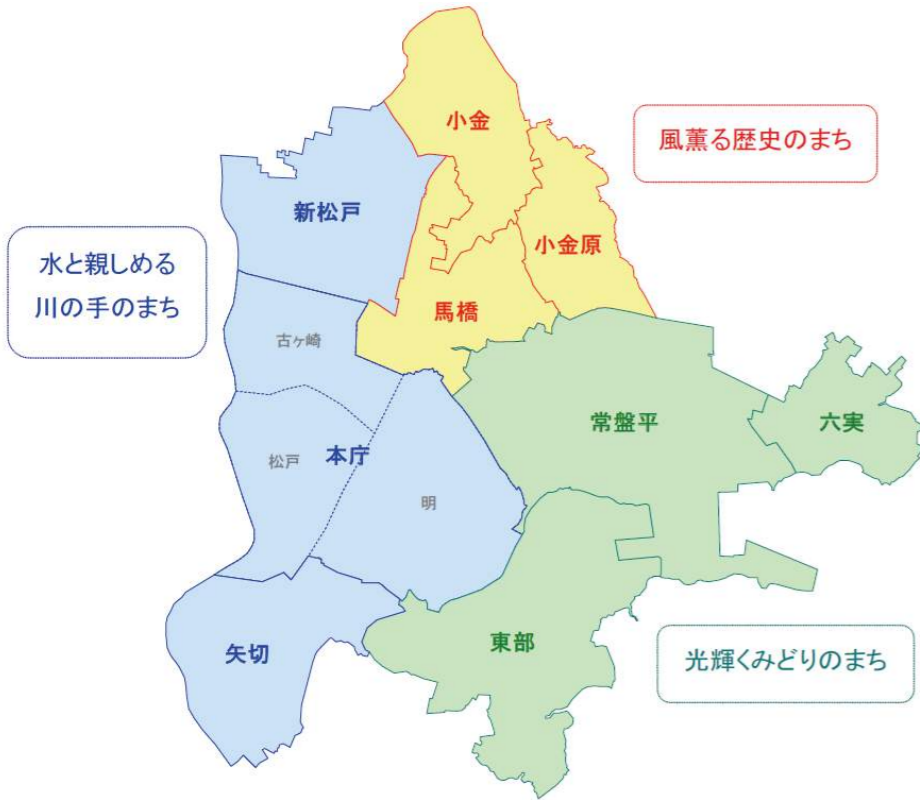 小金
風薫る歴史のまち
新松戸
小金原
水と親しめる
川の手のまち
馬橋
古ヶ崎
常盤平
六実
松戸
本庁
明
東部
矢切
光輝くみどりのまち